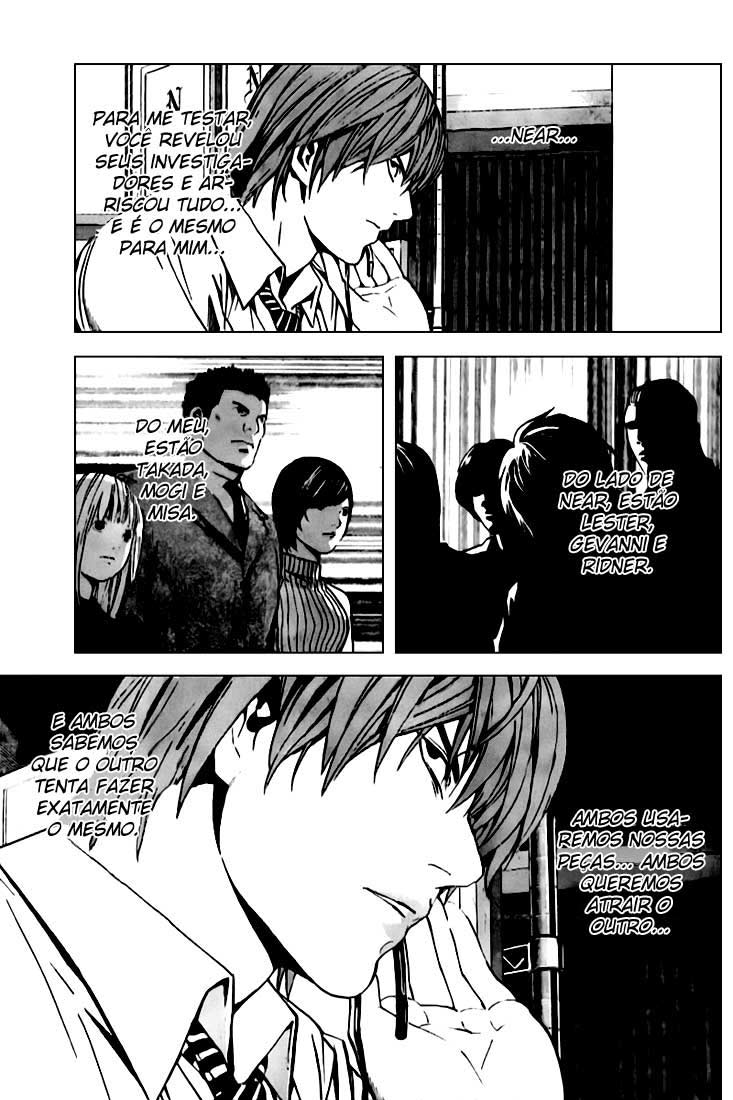 ...NEAR...
PARA ME TESTAR,
VOCÊ REVELOU
SEUS INVESTIGA-
DORES E AR-
RISCOU TUDO...
E É O MESMO
PARA MIM...
DO LADO DE
NEAR, ESTÃO
LESTER,
GEVANNI E
RIDNER.
DO MEU,
ESTÃO
TAKADA,
MOGI E
MISA.
AMBOS USA-
REMOS NOSSAS
PEÇAS... AMBOS
QUEREMOS
ATRAIR O
OUTRO...
E AMBOS
SABEMOS
QUE O OUTRO
TENTA FAZER
EXATAMENTE
O MESMO.